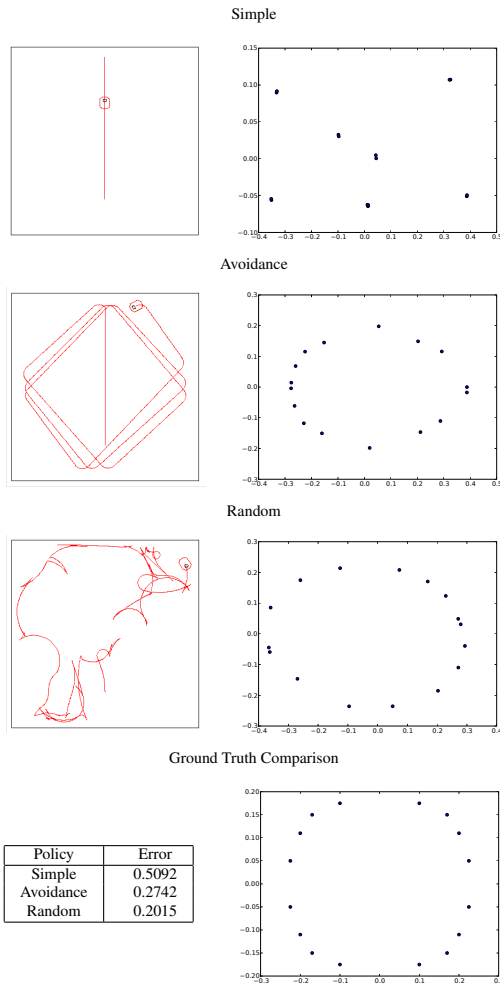 Simple
0.15
0.10
0.05
0.00
−0.05
−0.10
−0.4 −0.3 −0.2 −0.1 0.0 0.1 0.2 0.3 0.4 0.5
Avoidance
0.3
0.2
0.1
0.0
−0.1
−0.2
−0.3
−0.4 −0.3 −0.2 −0.1 0.0 0.1 0.2 0.3 0.4 0.5
Random
0.3
0.2
0.1
0.0
−0.1
−0.2
−0.3
−0.4 −0.3 −0.2 −0.1 0.0 0.1 0.2 0.3 0.4
Ground Truth Comparison
Policy Error
Simple 0.5092
Avoidance 0.2742
Random 0.2015
0.20
0.15
0.10
0.05
0.00
−0.05
−0.10
−0.15
−0.20
−0.3 −0.2 −0.1 0.0 0.1 0.2